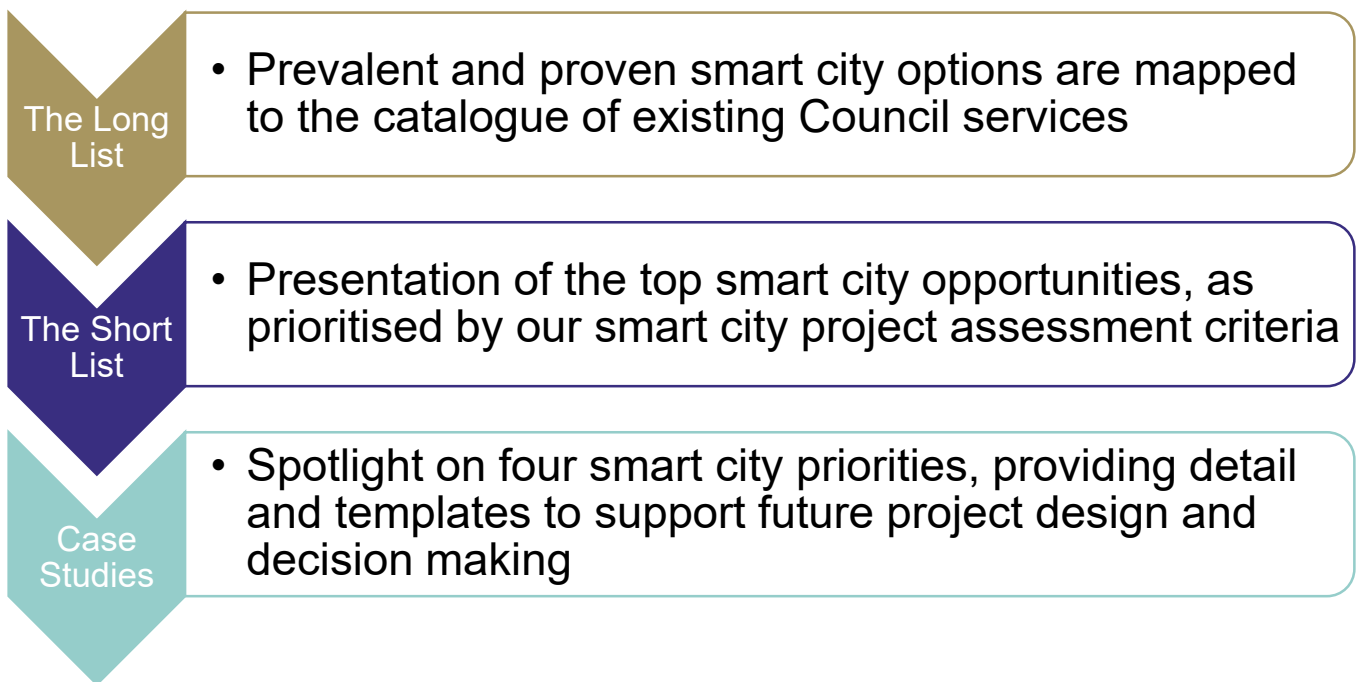 The Long
List
• Prevalent and proven smart city options are mapped
to the catalogue of existing Council services
The Short
List
• Presentation of the top smart city opportunities, as
prioritised by our smart city project assessment criteria
Case
Studies
• Spotlight on four smart city priorities, providing detail
and templates to support future project design and
decision making